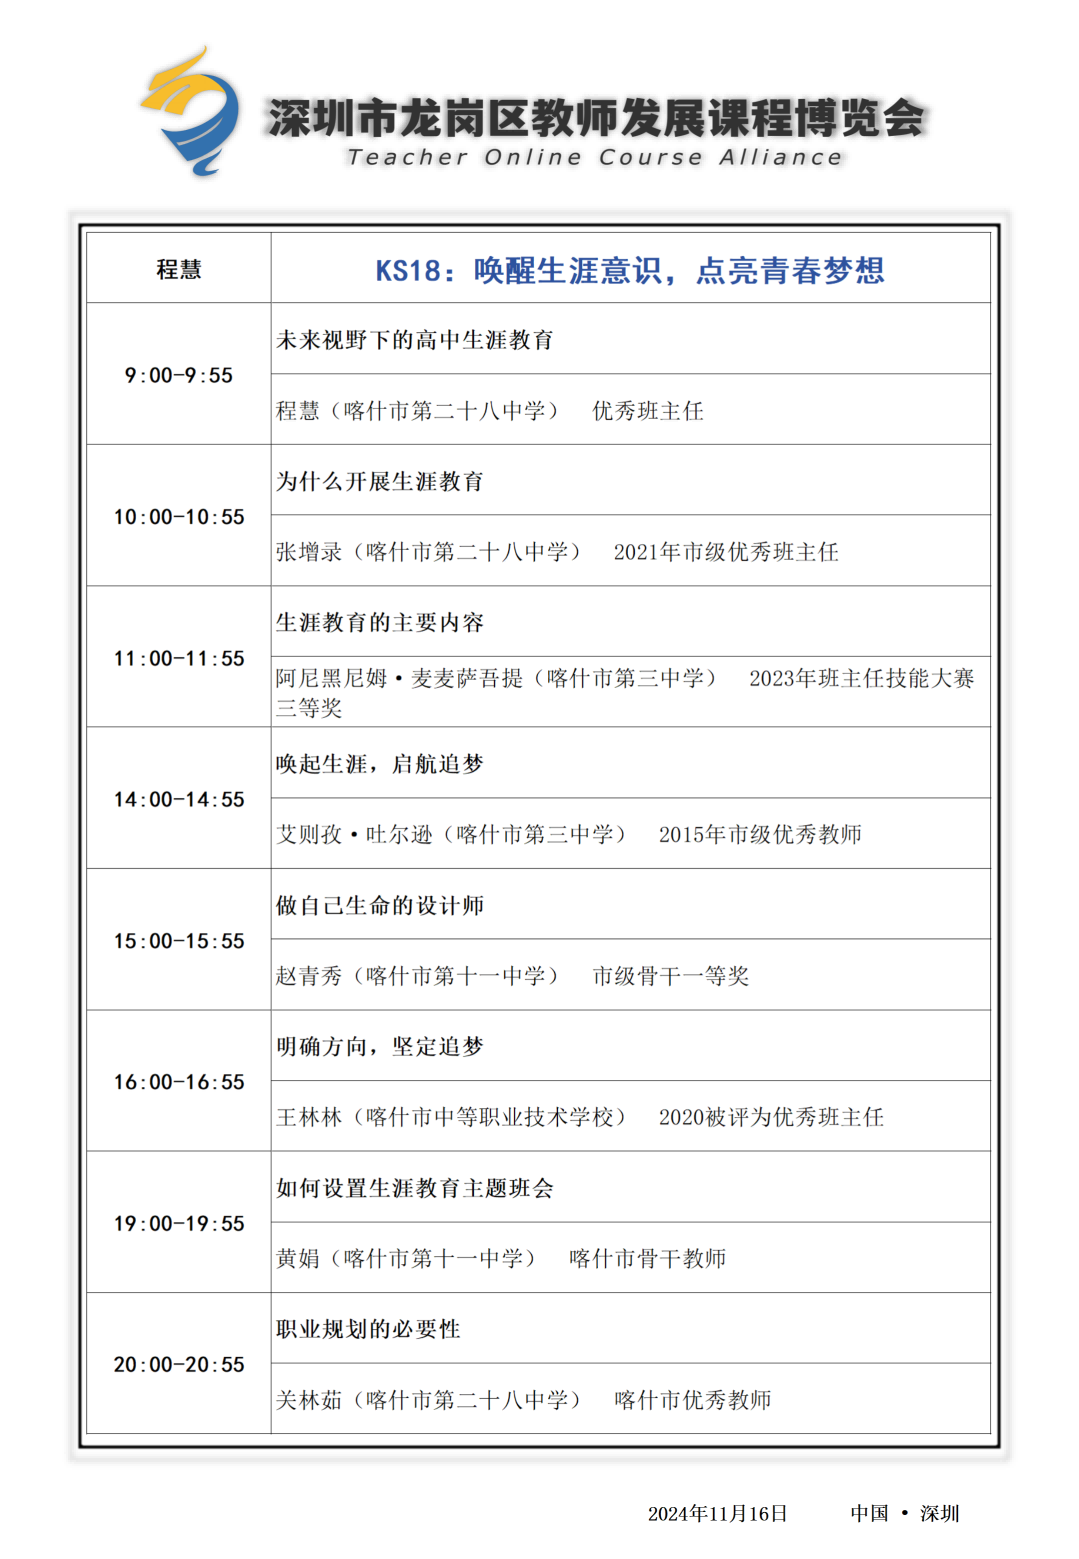 深圳市龙岗区教师发展课程博览会
Teacher Online Course Alliance
程慧
KS18：唤醒生涯意识，点亮青春梦想
9:00-9:55
未来视野下的高中生涯教育
程慧（喀什市第二十八中学） 优秀班主任
10:00-10:55
为什么开展生涯教育
张增录（喀什市第二十八中学） 2021年市级优秀班主任
11:00-11:55
生涯教育的主要内容
阿尼黑尼姆·麦麦萨吾提（喀什市第三中学） 2023年班主任技能大赛
三等奖
14:00-14:55
唤起生涯，启航追梦
艾则孜·吐尔逊（喀什市第三中学） 2015年市级优秀教师
15:00-15:55
做自己生命的设计师
赵青秀（喀什市第十一中学） 市级骨干一等奖
16:00-16:55
明确方向，坚定追梦
王林林（喀什市中等职业技术学校） 2020被评为优秀班主任
19:00-19:55
如何设置生涯教育主题班会
黄娟（喀什市第十一中学） 喀什市骨干教师
20:00-20:55
职业规划的必要性
关林茹（喀什市第二十八中学） 喀什市优秀教师
2024年11月16日 中国 · 深圳